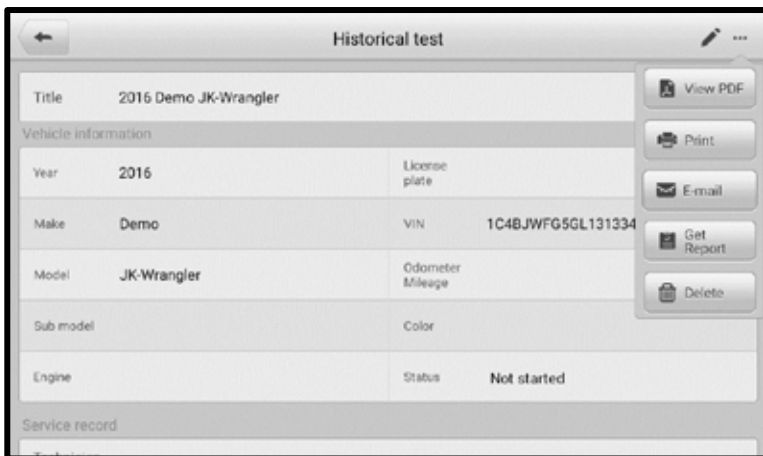 Historical test
Title 2016 Demo JK-Wrangler
View PDF
Vehicle information
Print
Year 2016 License plate
E-mail
Make Demo VIN 1C4BJWFG5GL131334
Get Report
Model JK-Wrangler Odometer Mileage
Delete
Sub model Color
Engine Status Not started
Service record